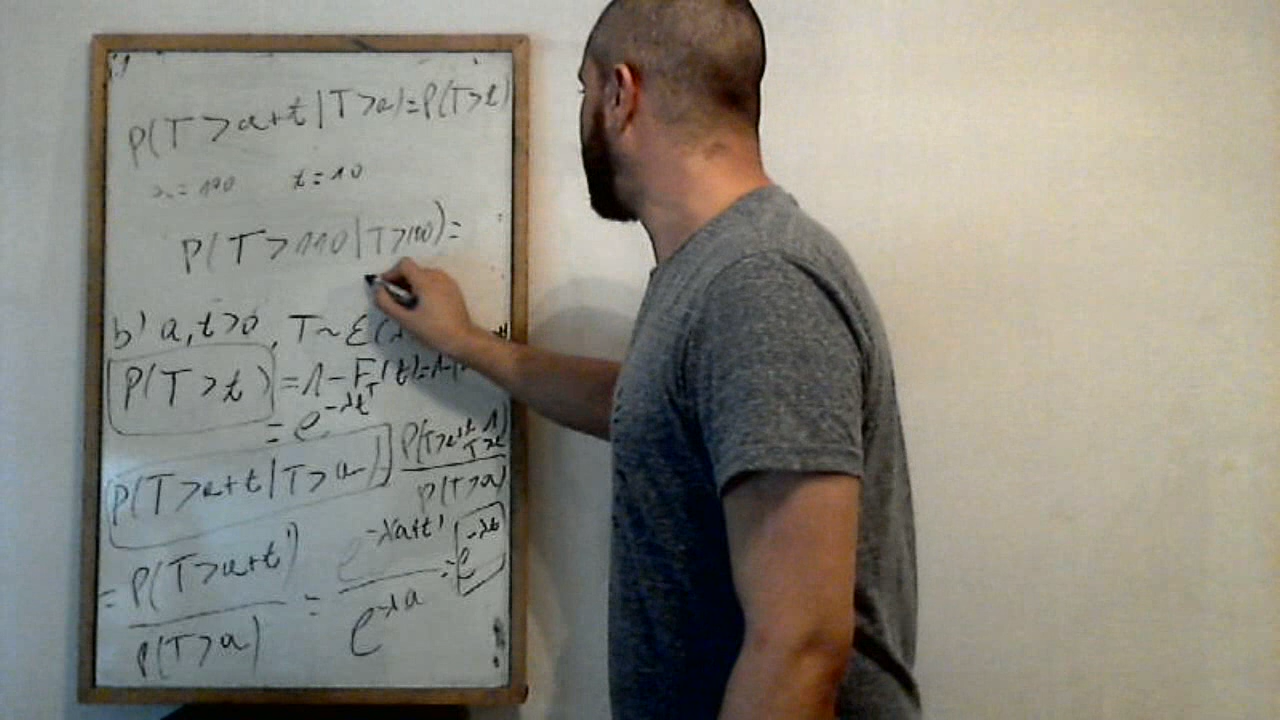 P(T>a+t|T>a)=P(T>t)
a=100 t=10
P(T>110|T>100)=
b) a,t>0, T~ε(λ
P(T>t) =1-F_T(t)=1-(
=e^{-λt}
P(T>a+t|T>a) = P(T>a+t ∧ T>a) / P(T>a)
= P(T>a+t) / P(T>a) = e^{-λ(a+t)} / e^{-λa} = e^{-λt}